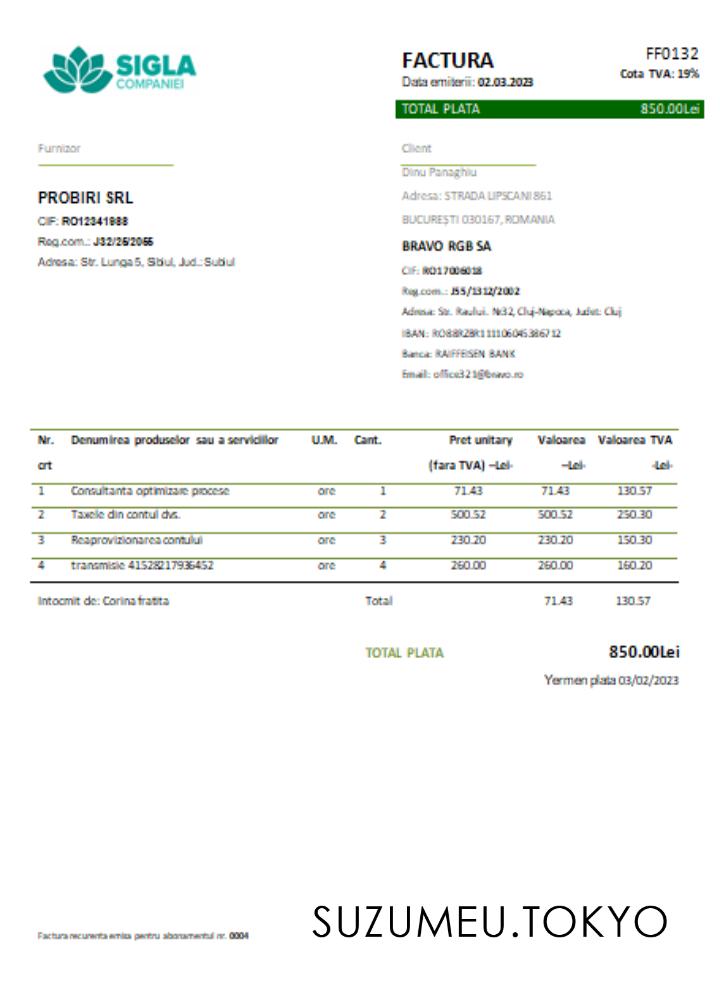 SIGLA
COMPANIEI
FACTURA
FF0132
Data emiterii: 02.03.2023
Cota TVA: 19%
TOTAL PLATA 850.00Lei
Furnizor
Client
Dinu Panaghiu
PROBIRI SRL
Adresa: STRADA LIPSCANI 861
CIF: RO12341988
BUCUREȘTI 030167, ROMANIA
Reg.com.: J32/26/2065
BRAVO RGB SA
Adresa: Str. Lunga 5, Sibiul, Jud.: Subiul
CIF: RO17006018
Reg.com.: J55/1312/2002
Adresa: Str. Raului. Nr32, Cluj-Napoca, Judet: Cluj
IBAN: RO88RZBR111106045386712
Banca: RAIFFEISEN BANK
Email: office321@bravo.ro
Nr. Denumirea produselor sau a serviciilor U.M. Cant. Pret unitary Valoarea Valoarea TVA
crt (fara TVA) –Lei- –Lei- -Lei-
1 Consultanta optimizare procese ore 1 71.43 71.43 130.57
2 Taxele din contul dvs. ore 2 500.52 500.52 250.30
3 Reaprovizionarea contului ore 3 230.20 230.20 150.30
4 transmisie 41528217936452 ore 4 260.00 260.00 160.20
Intocmit de: Corina fratita Total 71.43 130.57
TOTAL PLATA 850.00Lei
Yermen plata 03/02/2023
Factura recurenta emisa pentru abonamentul nr. 0004
SUZUMEU.TOKYO